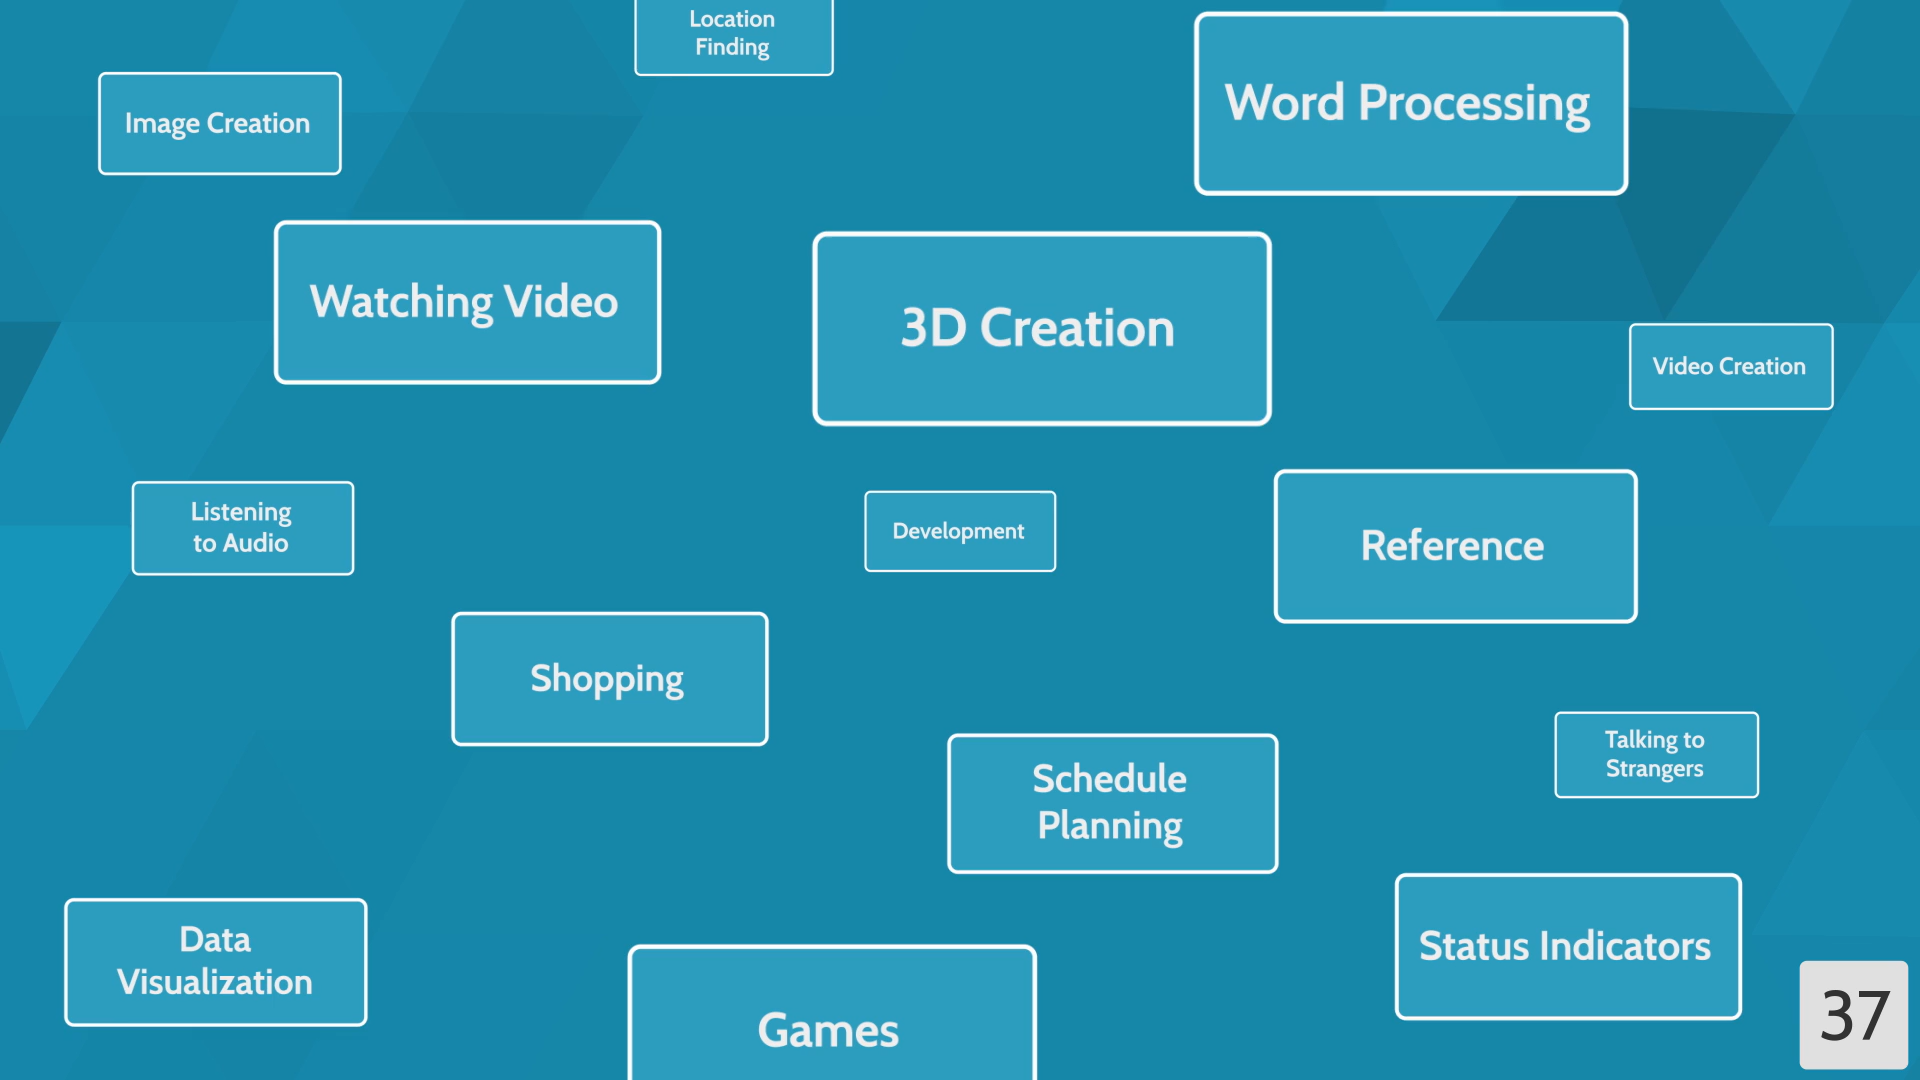 Location
Finding
Word Processing
Image Creation
Watching Video
3D Creation
Video Creation
Listening
to Audio
Development
Reference
Shopping
Talking to
Strangers
Schedule
Planning
Data
Visualization
Status Indicators
Games
37